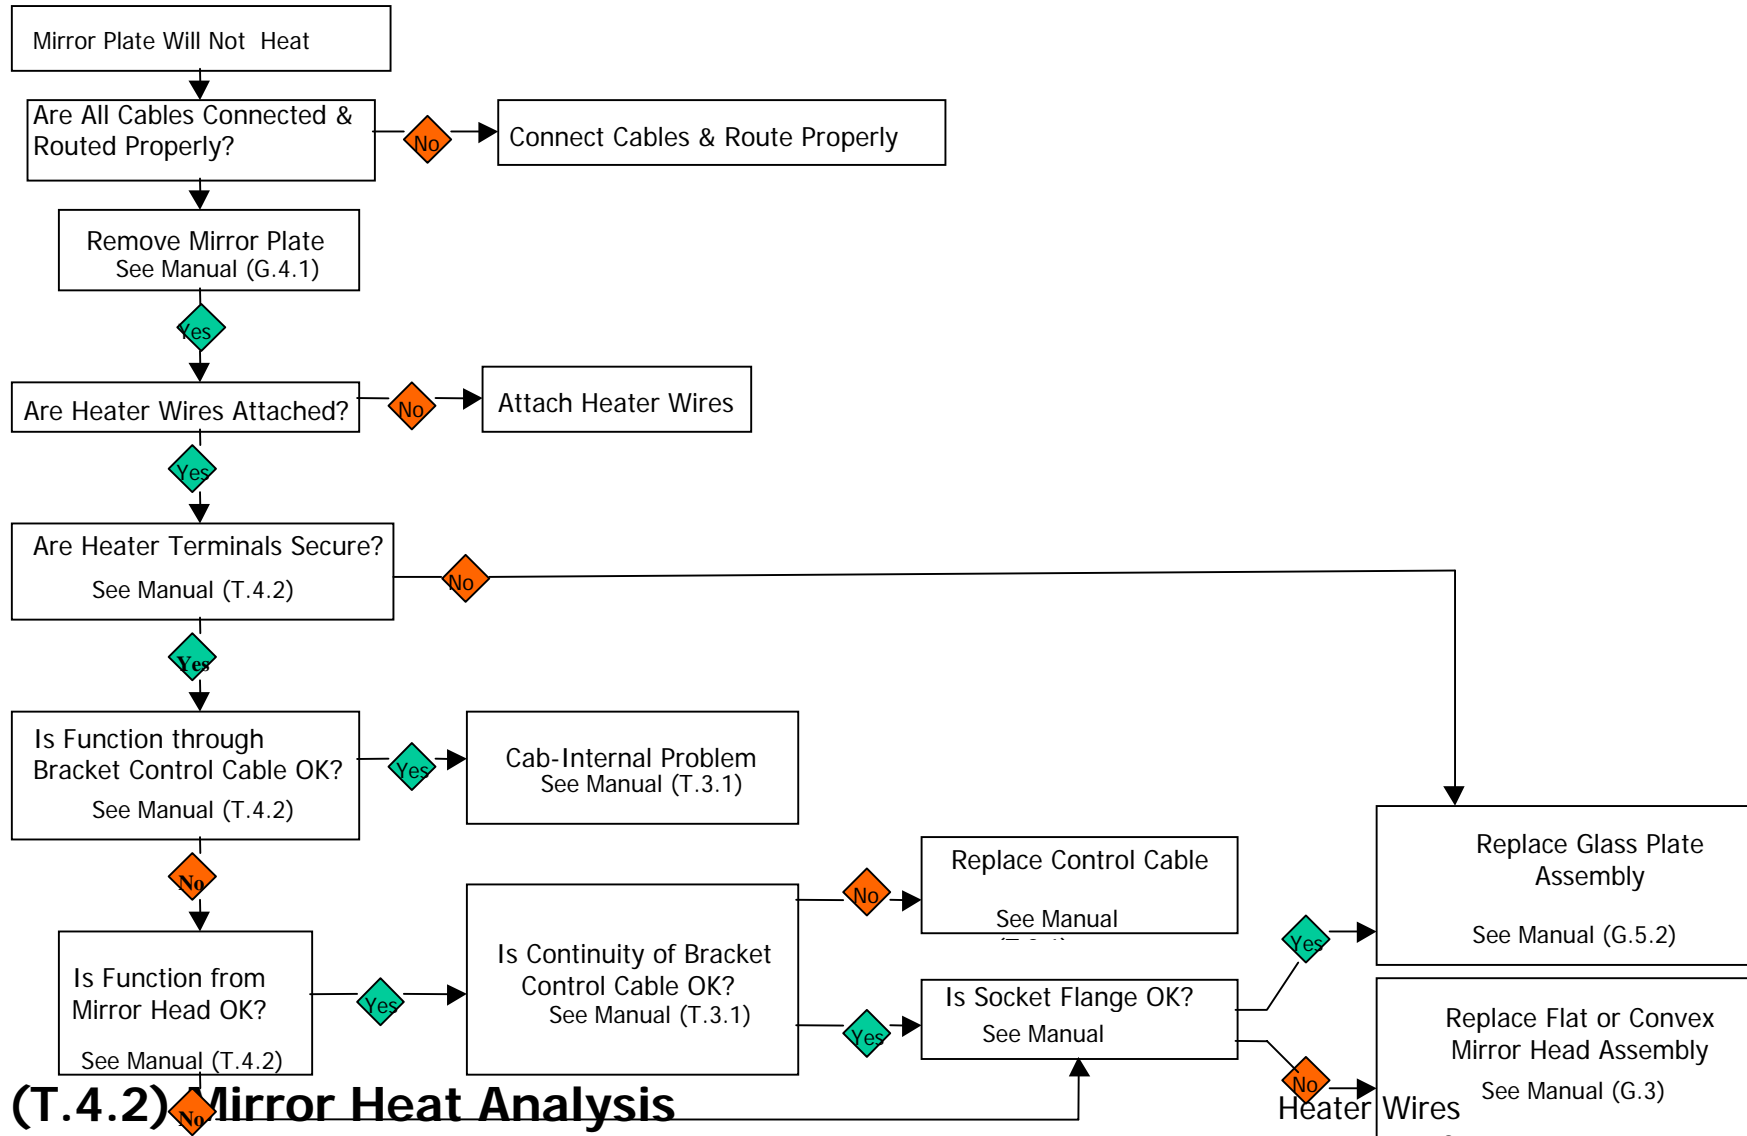 Mirror Plate Will Not Heat
Are All Cables Connected &
Routed Properly?
No
Connect Cables & Route Properly
Remove Mirror Plate
See Manual (G.4.1)
Yes
Are Heater Wires Attached?
No
Attach Heater Wires
Yes
Are Heater Terminals Secure?
See Manual (T.4.2)
No
Yes
Is Function through
Bracket Control Cable OK?
See Manual (T.4.2)
Yes
Cab-Internal Problem
See Manual (T.3.1)
No
Is Function from
Mirror Head OK?
See Manual (T.4.2)
Yes
Is Continuity of Bracket
Control Cable OK?
See Manual (T.3.1)
No
Replace Control Cable
See Manual
Yes
Is Socket Flange OK?
See Manual
Yes
Replace Glass Plate
Assembly
See Manual (G.5.2)
No
Replace Flat or Convex
Mirror Head Assembly
See Manual (G.3)
No
(T.4.2) Mirror Heat Analysis
Heater Wires